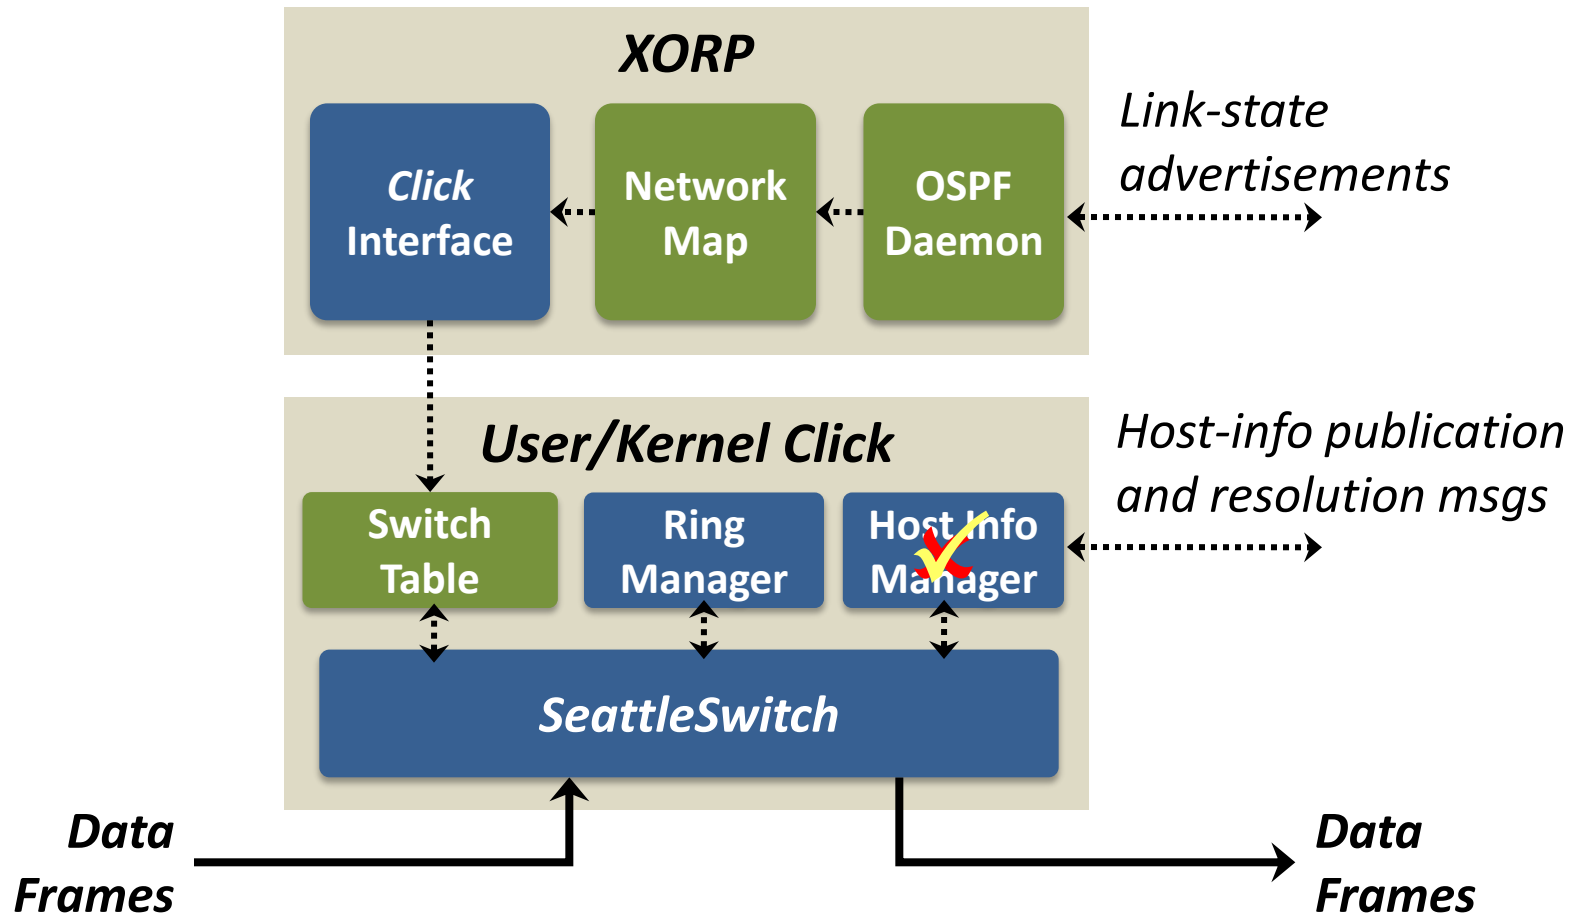 XORP
Click
Interface
Network
Map
OSPF
Daemon
Link-state
advertisements
User/Kernel Click
Host-info publication
and resolution msgs
Switch
Table
Ring
Manager
Host Info
Manager
SeattleSwitch
Data
Frames
Data
Frames